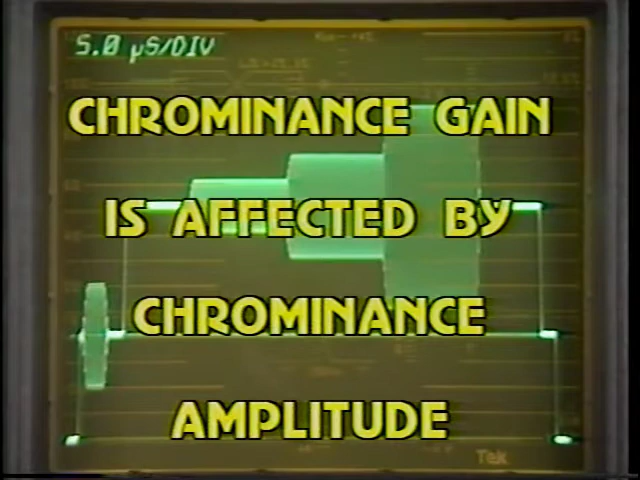 5.0 µS/DIV
CHROMINANCE GAIN
IS AFFECTED BY
CHROMINANCE
AMPLITUDE
Tek